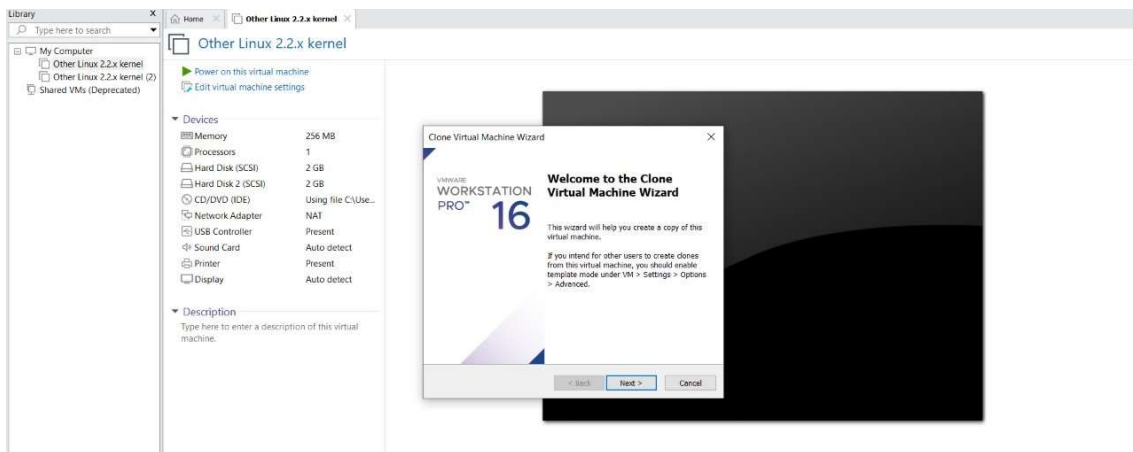 Library X
Type here to search
My Computer
Other Linux 2.2.x kernel
Other Linux 2.2.x kernel (2)
Shared VMs (Deprecated)
Home
Other Linux 2.2.x kernel
Other Linux 2.2.x kernel
Power on this virtual machine
Edit virtual machine settings
Devices
Memory 256 MB
Processors 1
Hard Disk (SCSI) 2 GB
Hard Disk 2 (SCSI) 2 GB
CD/DVD (IDE) Using file C:\Use...
Network Adapter NAT
USB Controller Present
Sound Card Auto detect
Printer Present
Display Auto detect
Description
Type here to enter a description of this virtual
machine.
Clone Virtual Machine Wizard
VMWARE
WORKSTATION
PRO™ 16
Welcome to the Clone
Virtual Machine Wizard
This wizard will help you create a copy of this
virtual machine.
If you intend for other users to create clones
from this virtual machine, you should enable
template mode under VM > Settings > Options
> Advanced.
< Back Next > Cancel